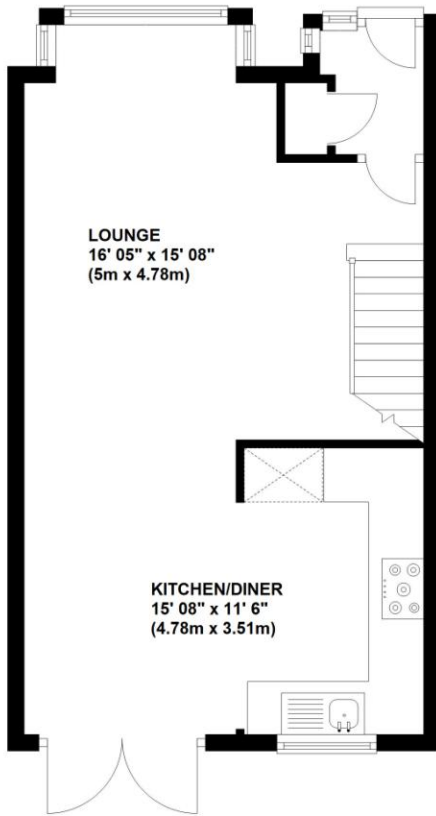 LOUNGE
16' 05" x 15' 08"
(5m x 4.78m)
KITCHEN/DINER
15' 08" x 11' 6"
(4.78m x 3.51m)